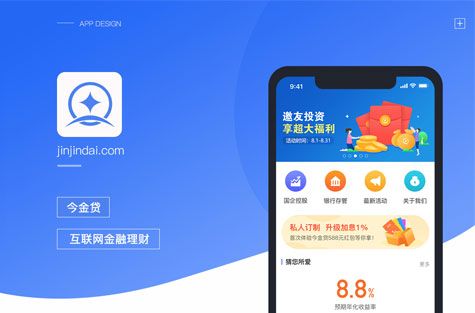 APP DESIGN
jinjindai.com
今金贷
互联网金融理财
9:41
邀友投资
享超大福利
活动时间：8.1-8.31
国企控股
银行存管
最新活动
关于我们
私人订制 升级加息1%
首次体验今金贷588元红包等你拿！
猜您所爱
更多
8.8%
预期年化收益率